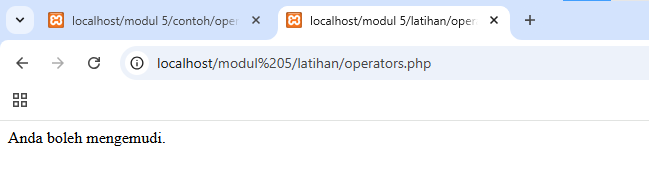 localhost/modul 5/contoh/oper
localhost/modul 5/latihan/oper
localhost/modul%205/latihan/operators.php
Anda boleh mengemudi.